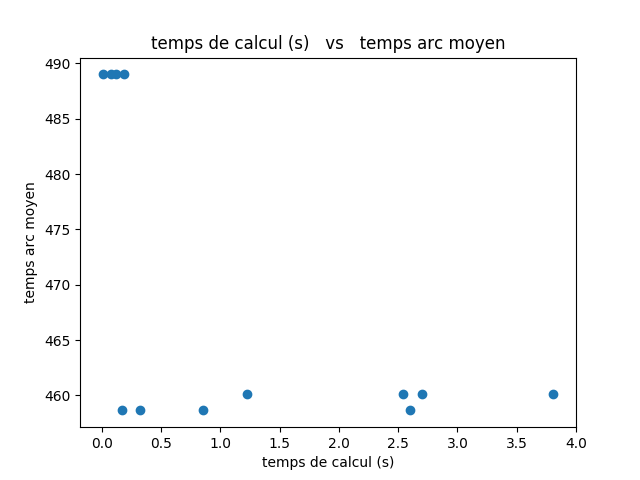 temps de calcul (s)   vs   temps arc moyen
490
485
480
475
470
465
460
temps arc moyen
0.0 0.5 1.0 1.5 2.0 2.5 3.0 3.5 4.0
temps de calcul (s)